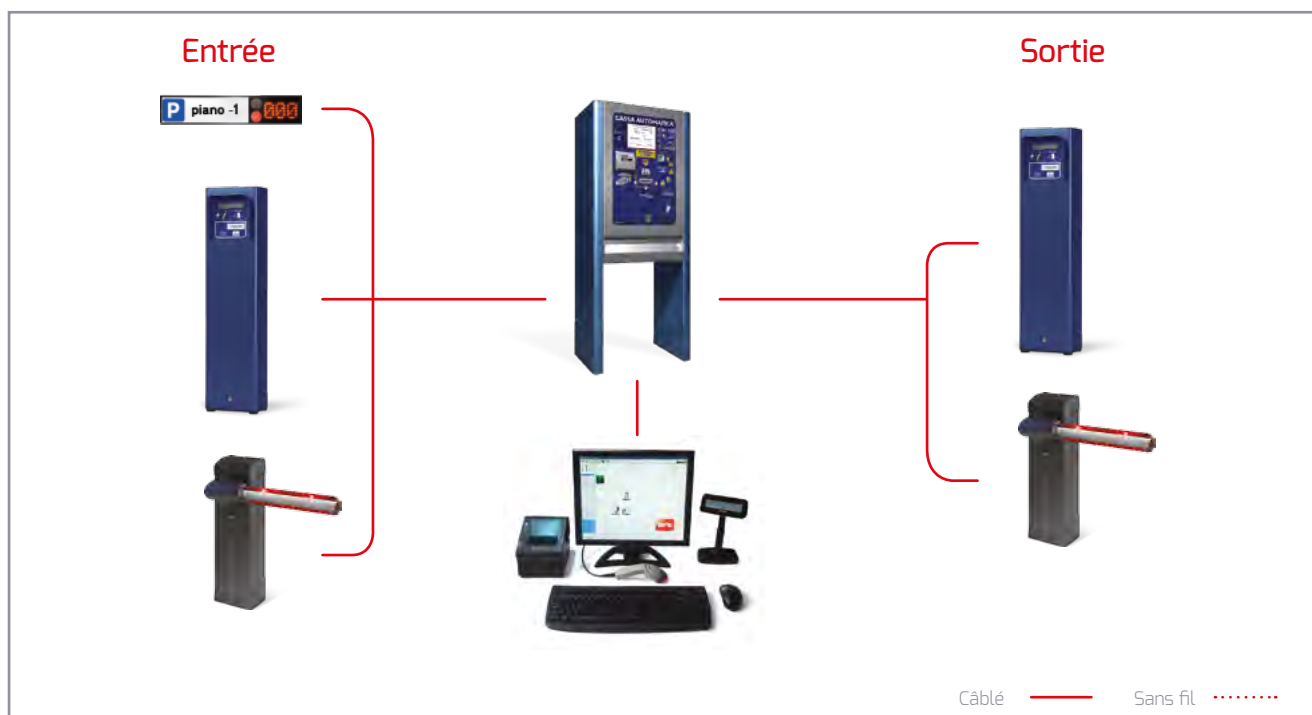 Entrée
Sortie
P piano -1 000
CASSA AUTOMATICA
Câblé
Sans fil